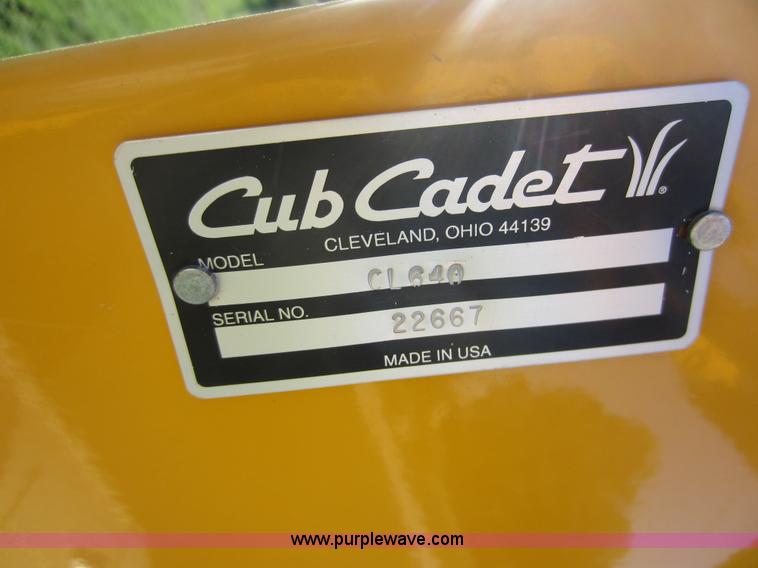 Cub Cadet ®
CLEVELAND, OHIO 44139
MODEL
CL640
SERIAL NO.
22667
MADE IN USA
www.purplewave.com